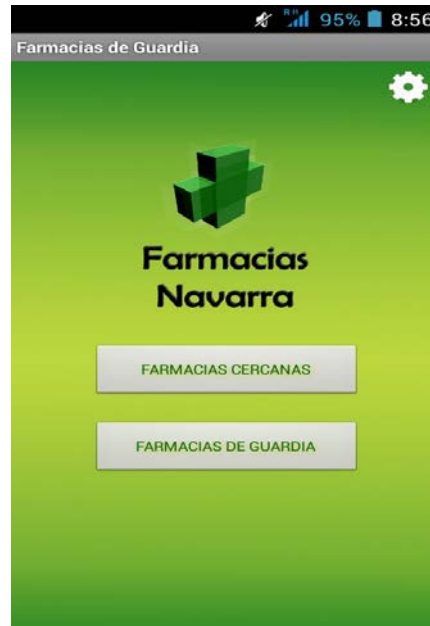 R H 95% 8:56
Farmacias de Guardia
Farmacias
Navarra
FARMACIAS CERCANAS
FARMACIAS DE GUARDIA